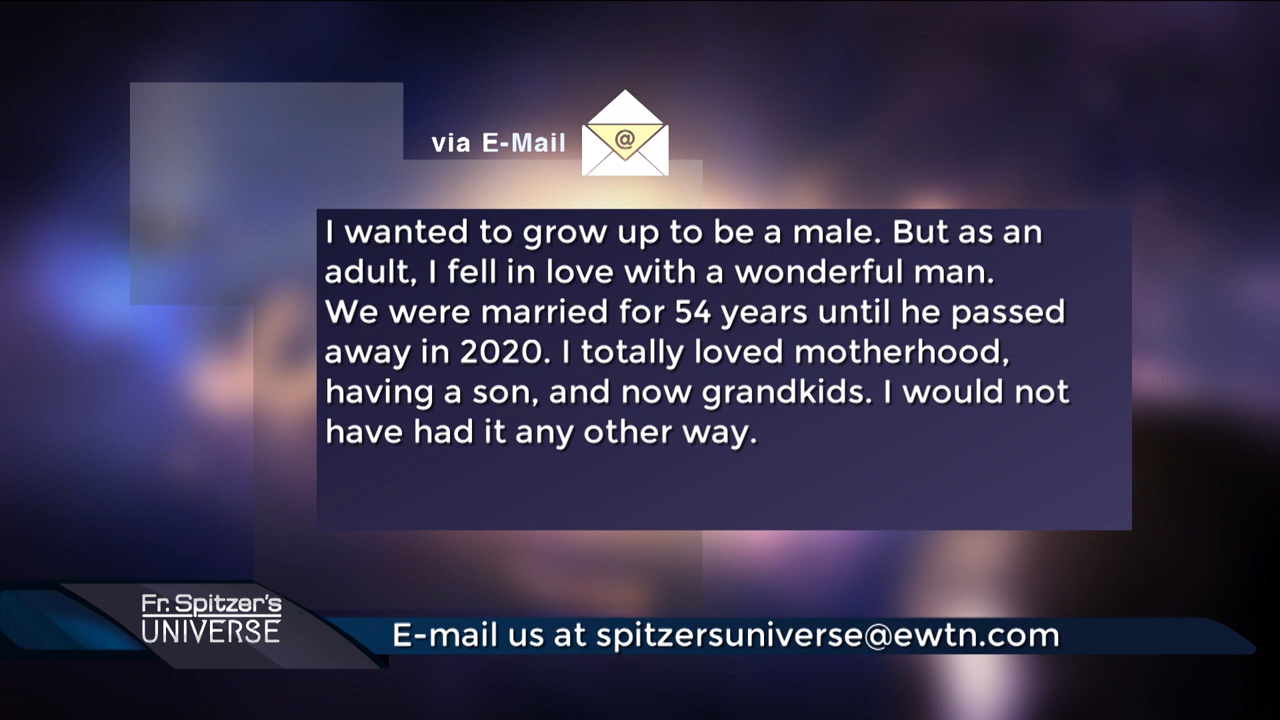 via E-Mail
@
I wanted to grow up to be a male. But as an
adult, I fell in love with a wonderful man.
We were married for 54 years until he passed
away in 2020. I totally loved motherhood,
having a son, and now grandkids. I would not
have had it any other way.
Fr. Spitzer's
UNIVERSE
E-mail us at spitzersuniverse@ewtn.com